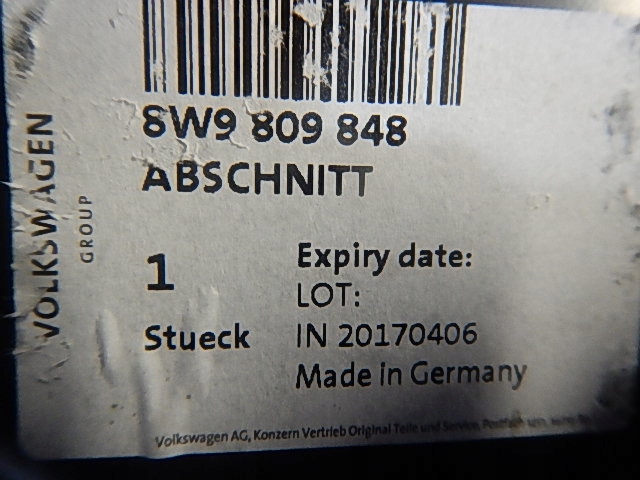 VOLKSWAGEN
GROUP
8W9 809 848
ABSCHNITT
1
Stueck
Expiry date:
LOT:
IN 20170406
Made in Germany
Volkswagen AG, Konzern Vertrieb Original Teile und Service, Postfach